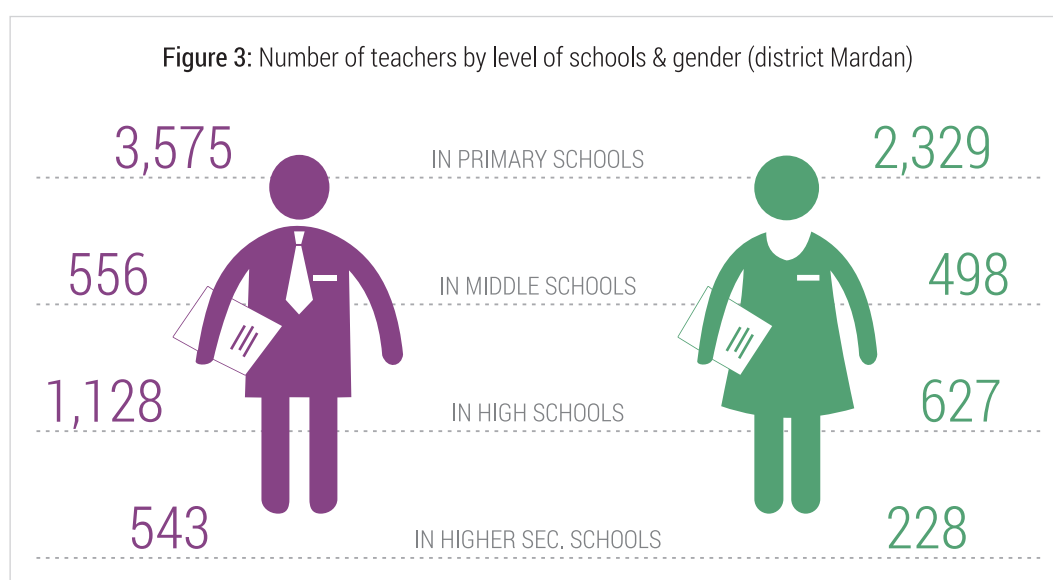 Figure 3: Number of teachers by level of schools & gender (district Mardan)
3,575 IN PRIMARY SCHOOLS 2,329
556 IN MIDDLE SCHOOLS 498
1,128 IN HIGH SCHOOLS 627
543 IN HIGHER SEC. SCHOOLS 228